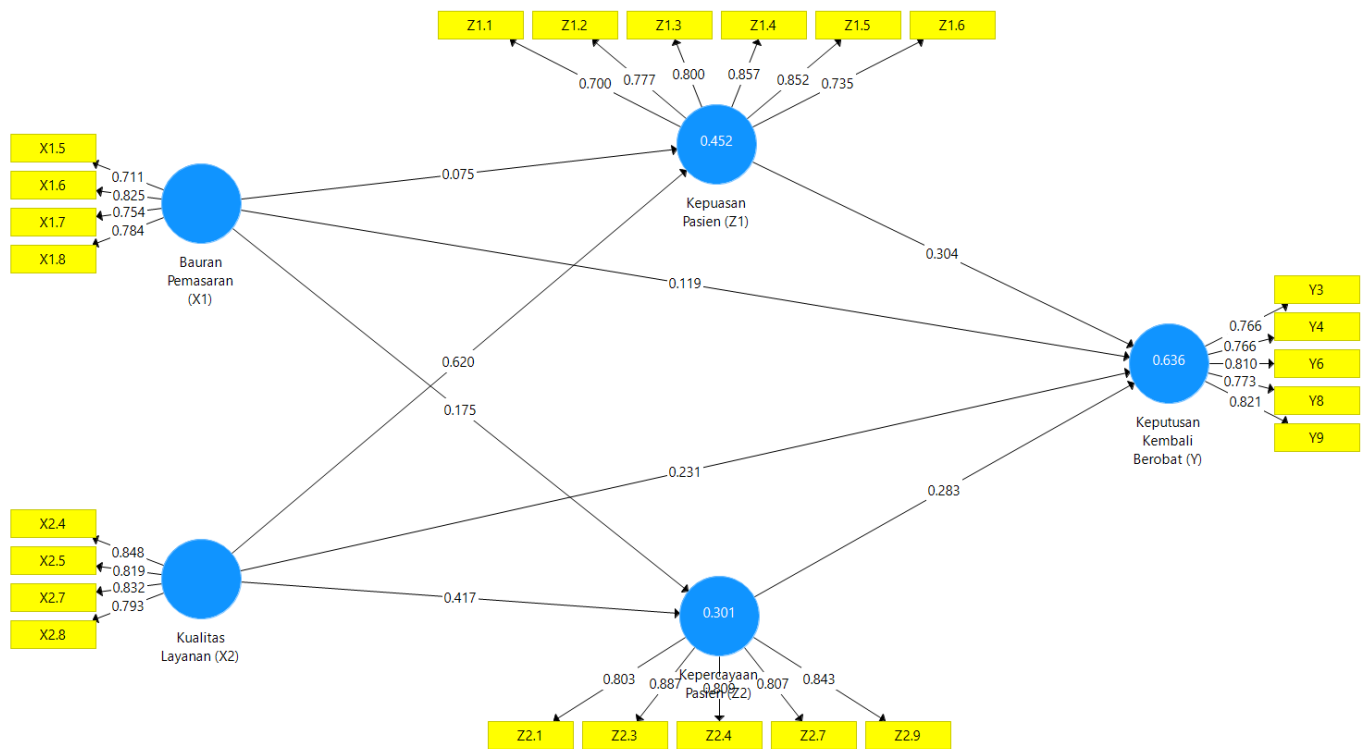 Z1.1 Z1.2 Z1.3 Z1.4 Z1.5 Z1.6
0.700 0.777 0.800 0.857 0.852 0.735
0.452
Kepuasan
Pasien (Z1)
X1.5
X1.6
X1.7
X1.8
0.711
0.825
0.754
0.784
Bauran
Pemasaran
(X1)
0.075
0.119
0.304
0.620
0.175
0.231
0.417
0.283
0.636
Keputusan
Kembali
Berobat (Y)
0.766
0.766
0.810
0.773
0.821
Y3
Y4
Y6
Y8
Y9
X2.4
X2.5
X2.7
X2.8
0.848
0.819
0.832
0.793
Kualitas
Layanan (X2)
0.301
Kepercayaan
Pasien (Z2)
0.803 0.887 0.809 0.807 0.843
Z2.1 Z2.3 Z2.4 Z2.7 Z2.9